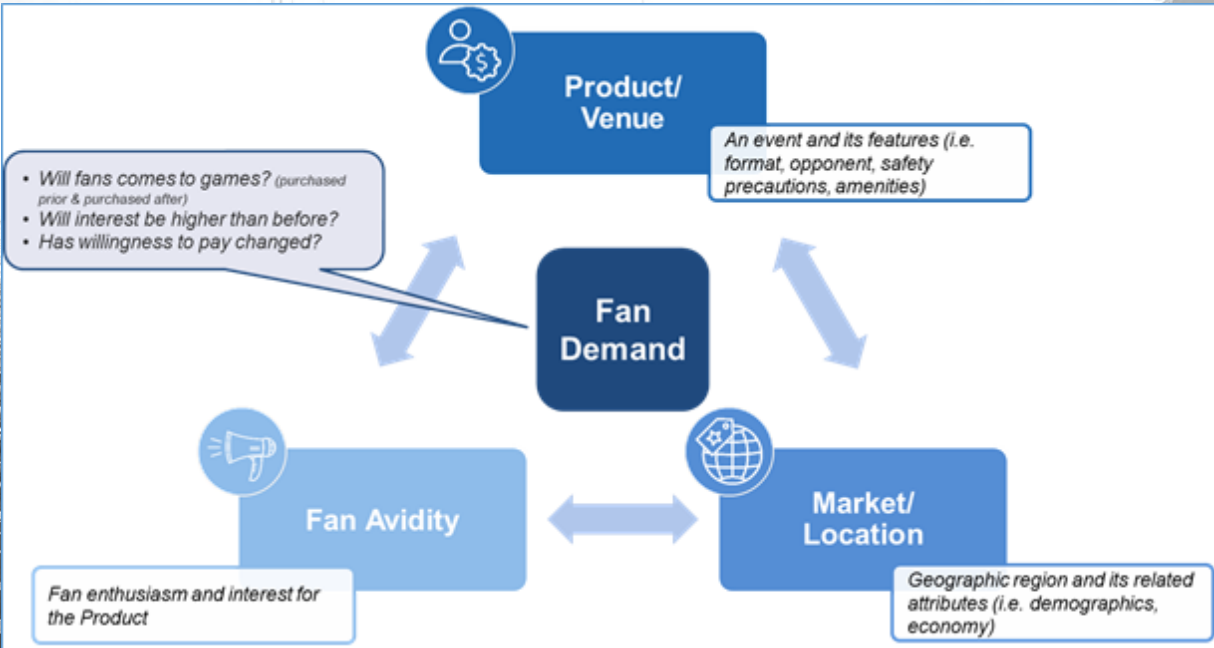 Product/
Venue
An event and its features (i.e.
format, opponent, safety
precautions, amenities)
• Will fans comes to games? (purchased
prior & purchased after)
• Will interest be higher than before?
• Has willingness to pay changed?
Fan
Demand
Fan Avidity
Fan enthusiasm and interest for
the Product
Market/
Location
Geographic region and its related
attributes (i.e. demographics,
economy)